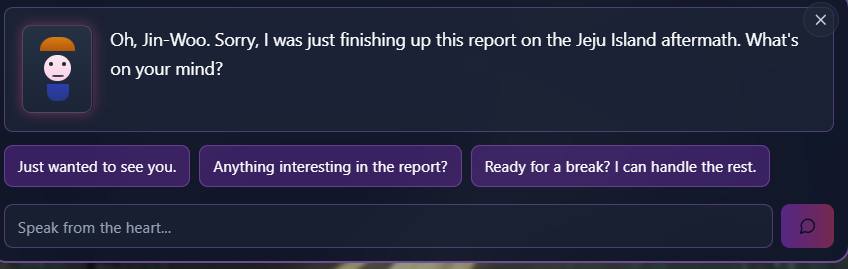 Oh, Jin-Woo. Sorry, I was just finishing up this report on the Jeju Island aftermath. What's
on your mind?
Just wanted to see you.
Anything interesting in the report?
Ready for a break? I can handle the rest.
Speak from the heart...